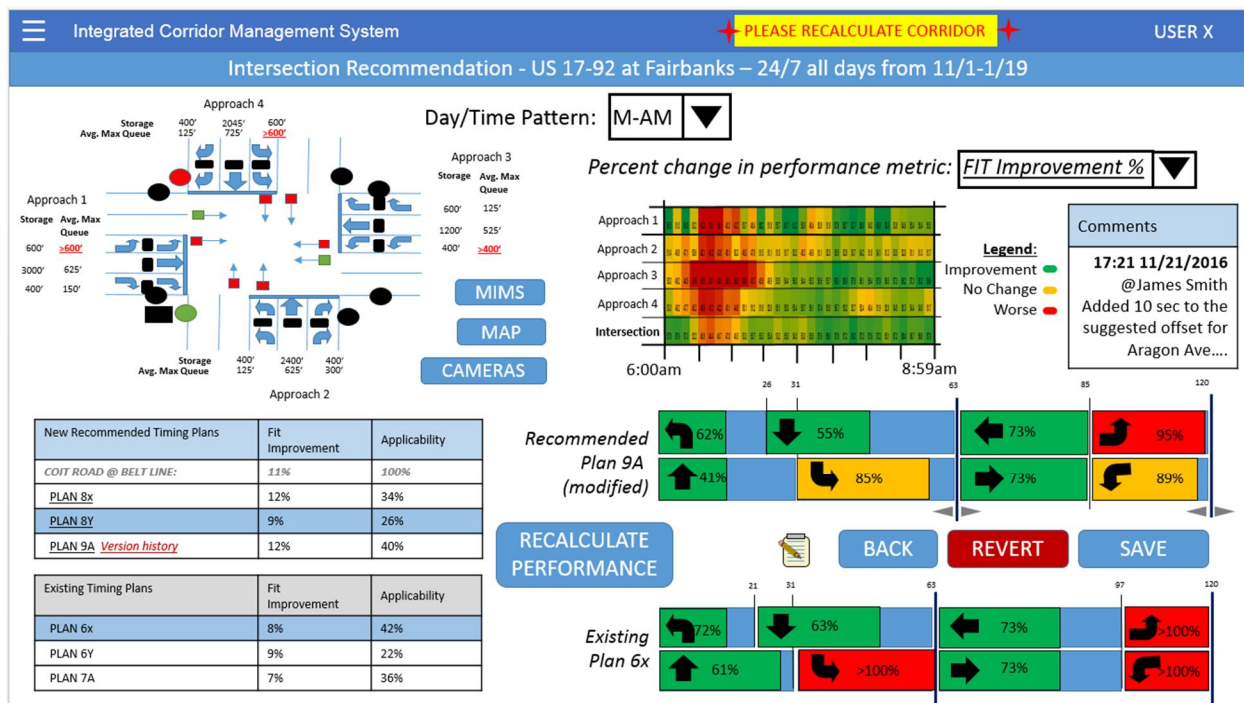 Integrated Corridor Management System
PLEASE RECALCULATE CORRIDOR
USER X
Intersection Recommendation - US 17-92 at Fairbanks – 24/7 all days from 11/1-1/19
Approach 4
Storage 400' 2045' 600'
Avg. Max Queue 125' 725' >600'
Approach 3
Storage Avg. Max
Queue
600' 125'
1200' 525'
400' >400'
Approach 1
Storage Avg. Max
Queue
600' >600'
3000' 625'
400' 150'
Storage 400' 2400' 400'
Avg. Max Queue 125' 625' 300'
Approach 2
MIMS
MAP
CAMERAS
Day/Time Pattern: M-AM
Percent change in performance metric: FIT Improvement %
Approach 1
Approach 2
Approach 3
Approach 4
Intersection
6:00am 8:59am
Legend:
Improvement
No Change
Worse
Comments
17:21 11/21/2016
@James Smith
Added 10 sec to the
suggested offset for
Aragon Ave....
New Recommended Timing Plans Fit
Improvement Applicability
COIT ROAD @ BELT LINE: 11% 100%
PLAN 8x 12% 34%
PLAN 8Y 9% 26%
PLAN 9A Version history 12% 40%
Existing Timing Plans Fit
Improvement Applicability
PLAN 6x 8% 42%
PLAN 6Y 9% 22%
PLAN 7A 7% 36%
26 31 63 85 120
Recommended
Plan 9A
(modified)
62% 55% 73% 95%
41% 85% 73% 89%
RECALCULATE
PERFORMANCE
BACK
REVERT
SAVE
21 31 63 97 120
Existing
Plan 6x
72% 63% 73% >100%
61% >100% 73% >100%